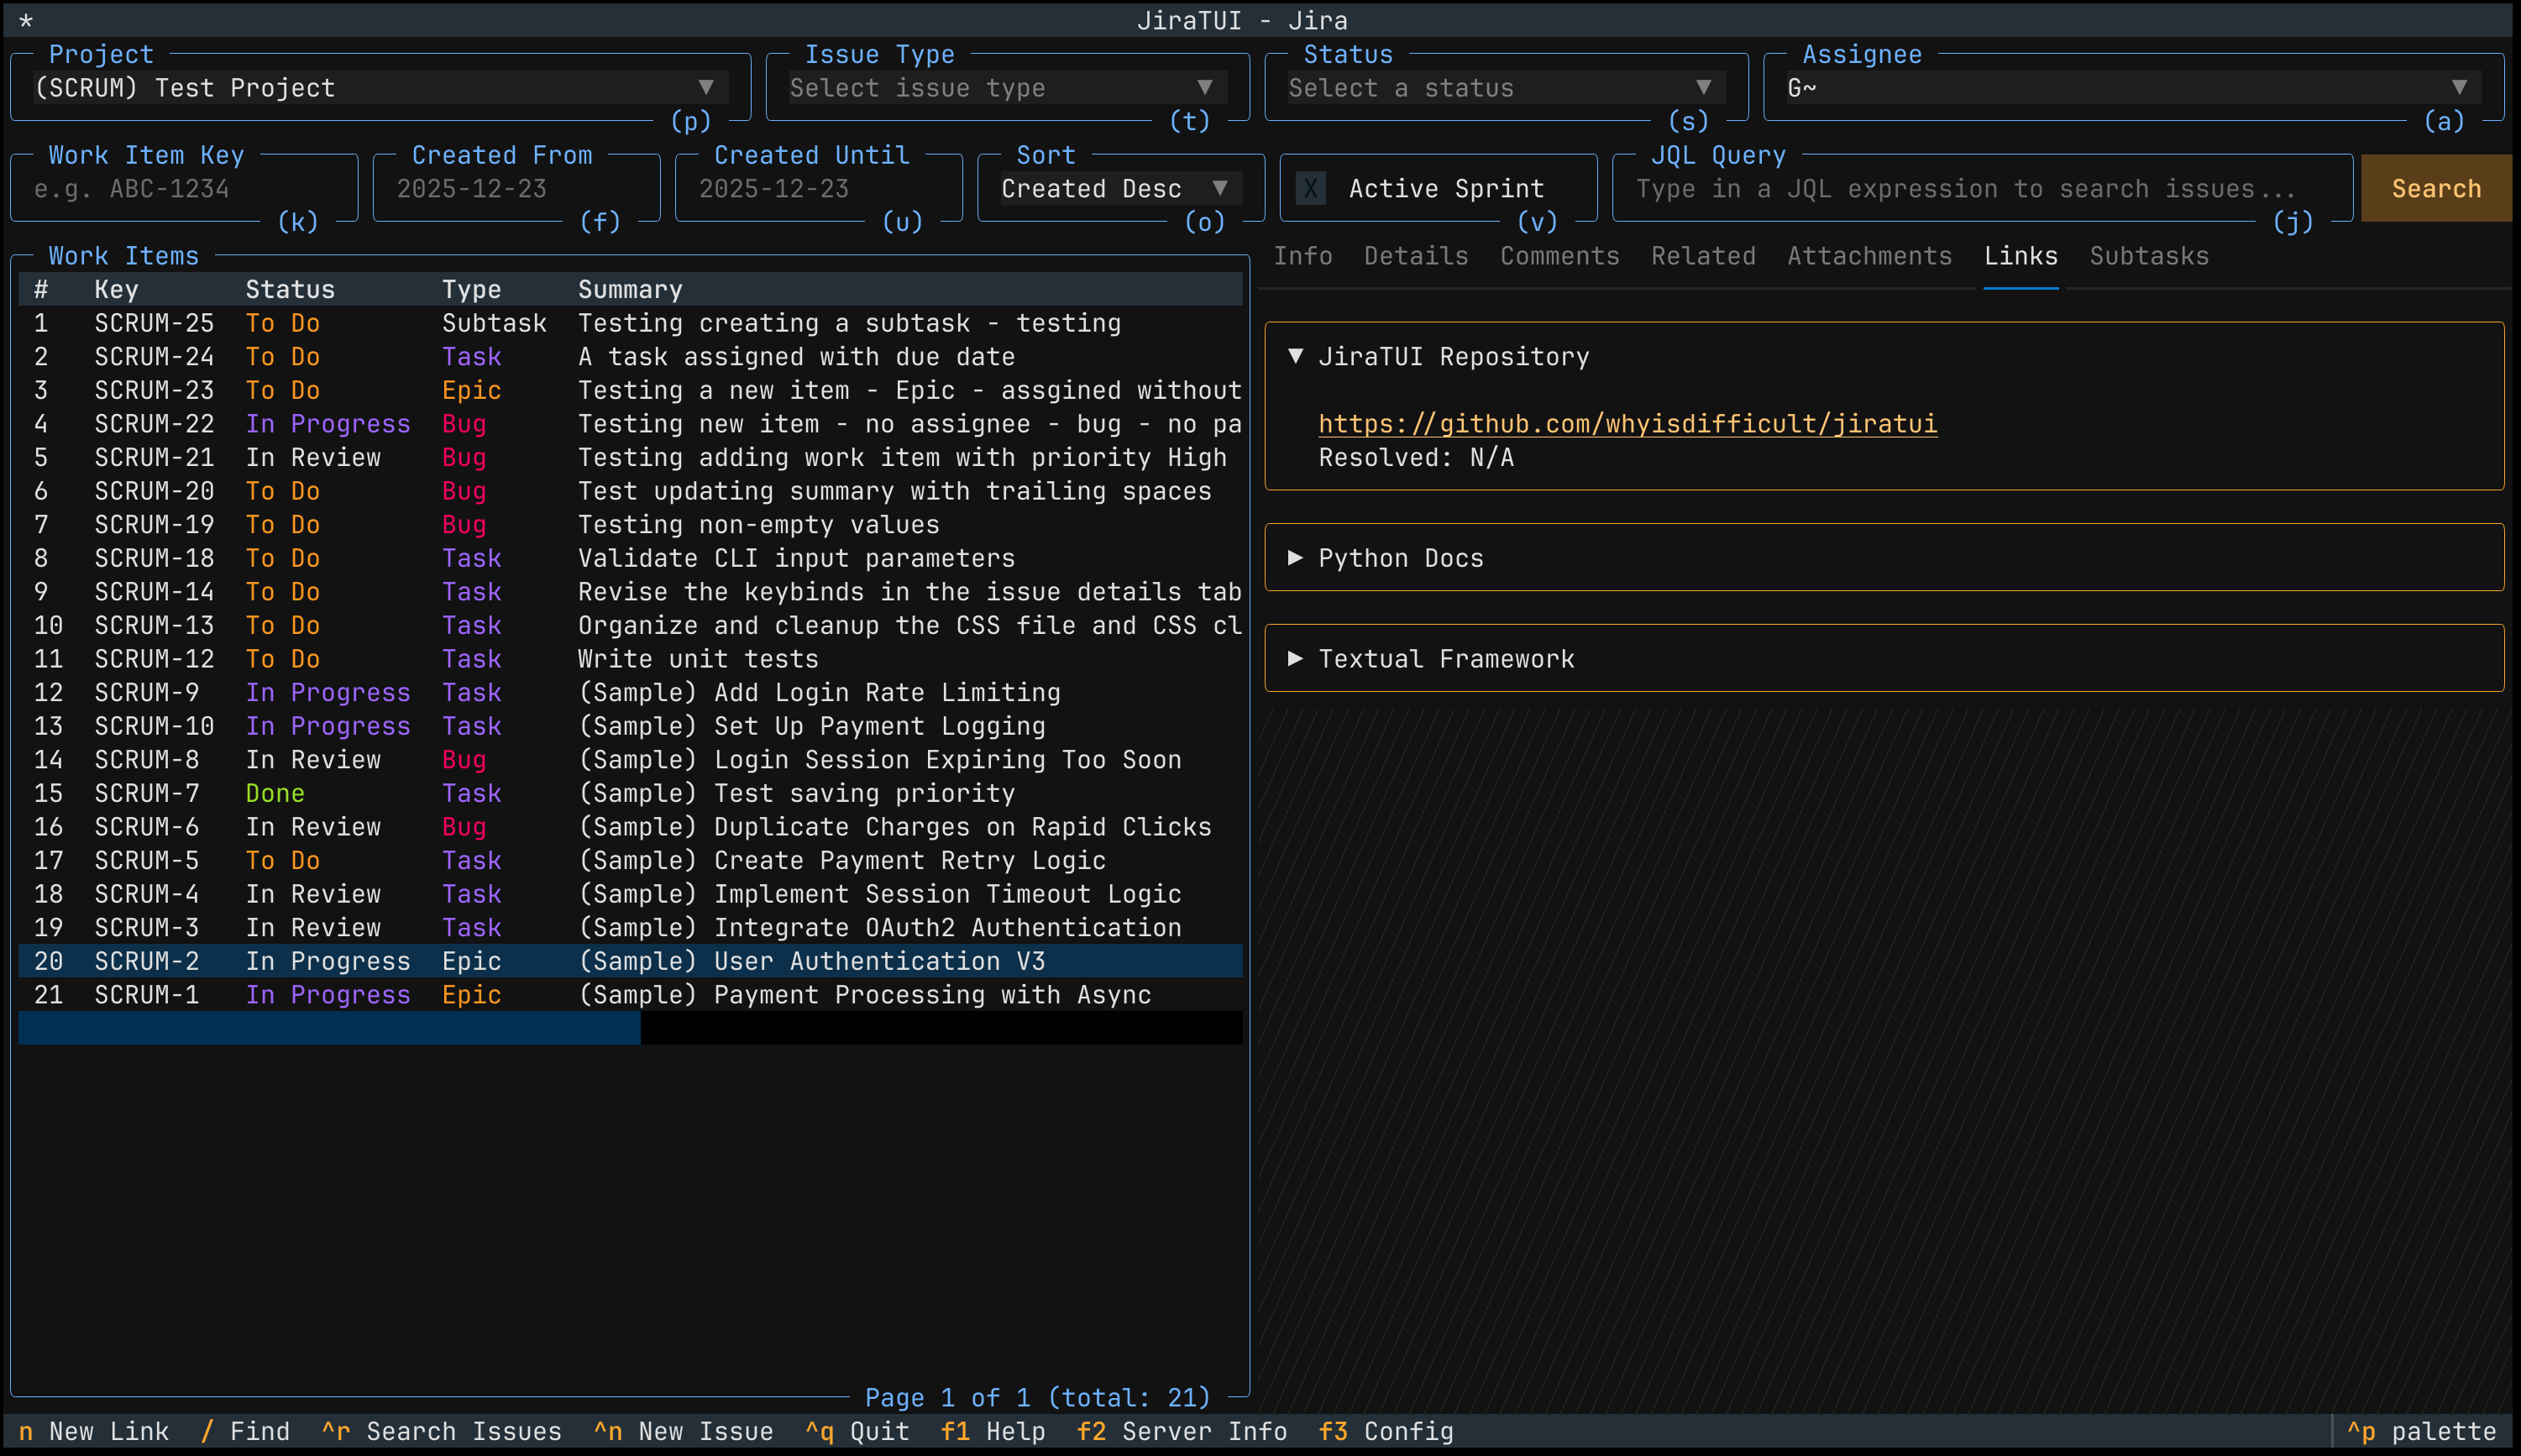 * JiraTUI - Jira
Project Issue Type Status Assignee
(SCRUM) Test Project ▼ Select issue type ▼ Select a status ▼ G~ ▼
(p) (t) (s) (a)
Work Item Key Created From Created Until Sort JQL Query
e.g. ABC-1234 2025-12-23 2025-12-23 Created Desc ▼ X Active Sprint Type in a JQL expression to search issues... Search
(k) (f) (u) (o) (v) (j)
Work Items
# Key Status Type Summary
1 SCRUM-25 To Do Subtask Testing creating a subtask - testing
2 SCRUM-24 To Do Task A task assigned with due date
3 SCRUM-23 To Do Epic Testing a new item - Epic - assgined without
4 SCRUM-22 In Progress Bug Testing new item - no assignee - bug - no pa
5 SCRUM-21 In Review Bug Testing adding work item with priority High
6 SCRUM-20 To Do Bug Test updating summary with trailing spaces
7 SCRUM-19 To Do Bug Testing non-empty values
8 SCRUM-18 To Do Task Validate CLI input parameters
9 SCRUM-14 To Do Task Revise the keybinds in the issue details tab
10 SCRUM-13 To Do Task Organize and cleanup the CSS file and CSS cl
11 SCRUM-12 To Do Task Write unit tests
12 SCRUM-9 In Progress Task (Sample) Add Login Rate Limiting
13 SCRUM-10 In Progress Task (Sample) Set Up Payment Logging
14 SCRUM-8 In Review Bug (Sample) Login Session Expiring Too Soon
15 SCRUM-7 Done Task (Sample) Test saving priority
16 SCRUM-6 In Review Bug (Sample) Duplicate Charges on Rapid Clicks
17 SCRUM-5 To Do Task (Sample) Create Payment Retry Logic
18 SCRUM-4 In Review Task (Sample) Implement Session Timeout Logic
19 SCRUM-3 In Review Task (Sample) Integrate OAuth2 Authentication
20 SCRUM-2 In Progress Epic (Sample) User Authentication V3
21 SCRUM-1 In Progress Epic (Sample) Payment Processing with Async
Page 1 of 1 (total: 21)
Info Details Comments Related Attachments Links Subtasks
▼ JiraTUI Repository
https://github.com/whyisdifficult/jiratui
Resolved: N/A
▶ Python Docs
▶ Textual Framework
n New Link / Find ^r Search Issues ^n New Issue ^q Quit f1 Help f2 Server Info f3 Config ^p palette